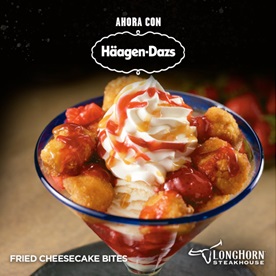 AHORA CON
Häagen-Dazs
FRIED CHEESECAKE BITES
LONGHORN
STEAKHOUSE